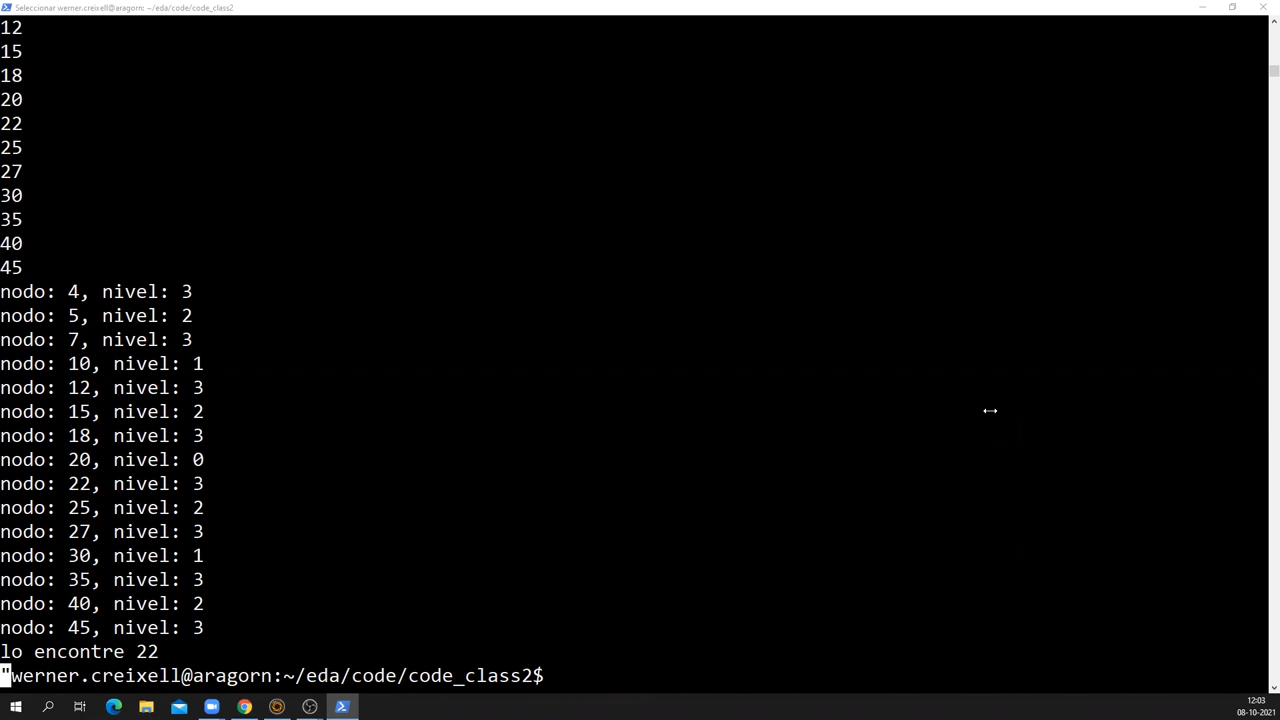 Seleccionar werner.creixell@aragorn: ~/eda/code/code_class2
12
15
18
20
22
25
27
30
35
40
45
nodo: 4, nivel: 3
nodo: 5, nivel: 2
nodo: 7, nivel: 3
nodo: 10, nivel: 1
nodo: 12, nivel: 3
nodo: 15, nivel: 2
nodo: 18, nivel: 3
nodo: 20, nivel: 0
nodo: 22, nivel: 3
nodo: 25, nivel: 2
nodo: 27, nivel: 3
nodo: 30, nivel: 1
nodo: 35, nivel: 3
nodo: 40, nivel: 2
nodo: 45, nivel: 3
lo encontre 22
"werner.creixell@aragorn:~/eda/code/code_class2$
12:03
08-10-2021